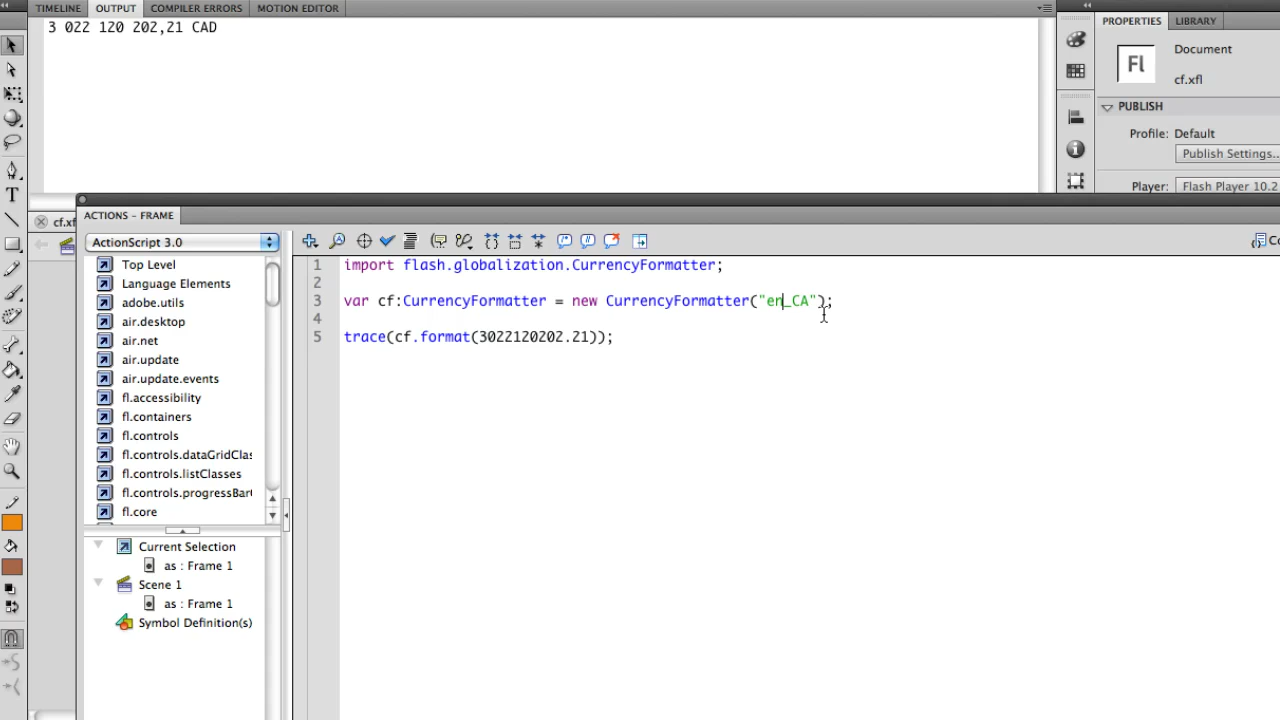 TIMELINE OUTPUT COMPILER ERRORS MOTION EDITOR
3 022 120 202,21 CAD
PROPERTIES LIBRARY
Fl
Document
cf.xfl
PUBLISH
Profile: Default
Publish Settings...
Player: Flash Player 10.2
ACTIONS - FRAME
cf.xf
ActionScript 3.0
Top Level
Language Elements
adobe.utils
air.desktop
air.net
air.update
air.update.events
fl.accessibility
fl.containers
fl.controls
fl.controls.dataGridClas
fl.controls.listClasses
fl.controls.progressBar
fl.core
Current Selection
as : Frame 1
Scene 1
as : Frame 1
Symbol Definition(s)
1 import flash.globalization.CurrencyFormatter;
2
3 var cf:CurrencyFormatter = new CurrencyFormatter("en_CA");
4
5 trace(cf.format(3022120202.21));